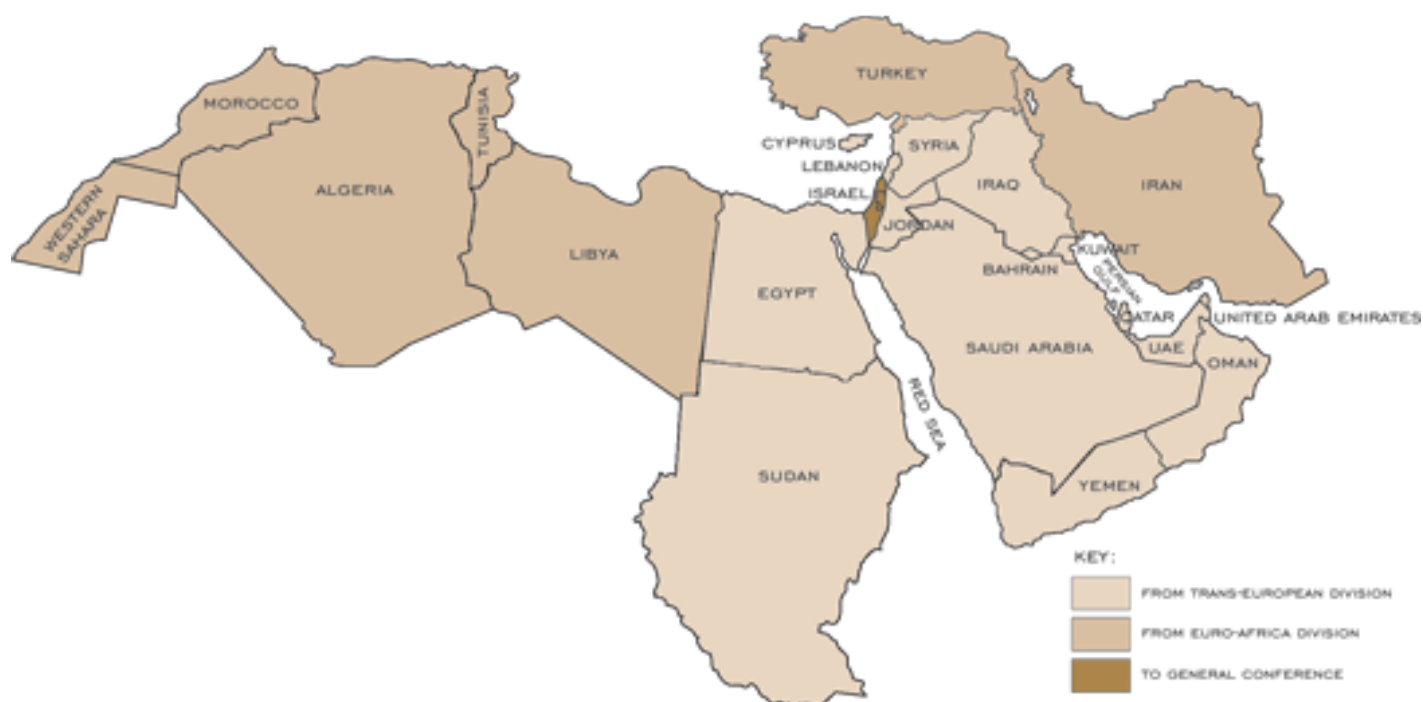 TURKEY
MOROCCO
TUNISIA
CYPRUS
SYRIA
LEBANON
ALGERIA
ISRAEL
IRAQ
IRAN
WESTERN
SAHARA
JORDAN
LIBYA
KUWAIT
BAHRAIN
PERSIAN
GULF
EGYPT
QATAR
UNITED ARAB EMIRATES
SAUDI ARABIA
UAE
OMAN
RED SEA
SUDAN
YEMEN
KEY:
FROM TRANS-EUROPEAN DIVISION
FROM EURO-AFRICA DIVISION
TO GENERAL CONFERENCE